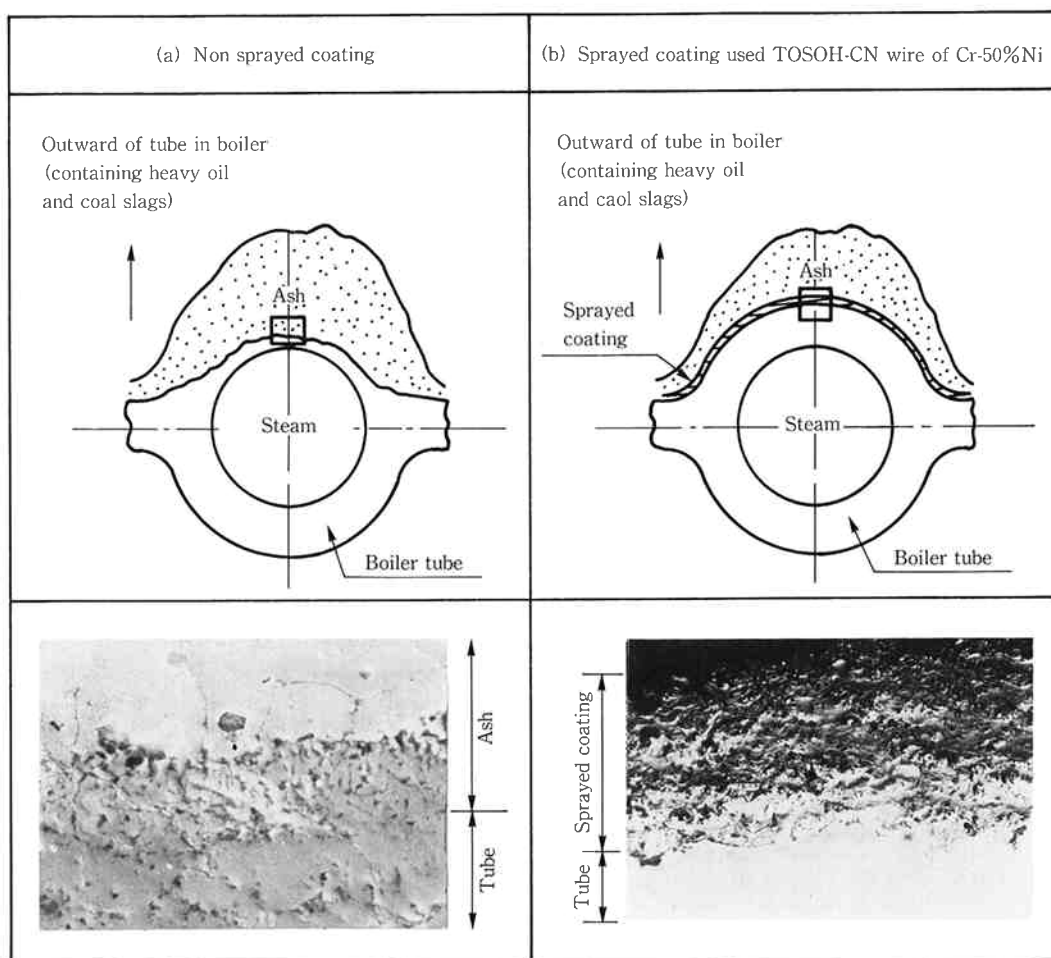 (a) Non sprayed coating
(b) Sprayed coating used TOSOH-CN wire of Cr-50%Ni
Outward of tube in boiler
(containing heavy oil
and coal slags)
Ash
Steam
Boiler tube
Outward of tube in boiler
(containing heavy oil
and caol slags)
Ash
Sprayed
coating
Steam
Boiler tube
Ash
Tube
Sprayed coating
Tube